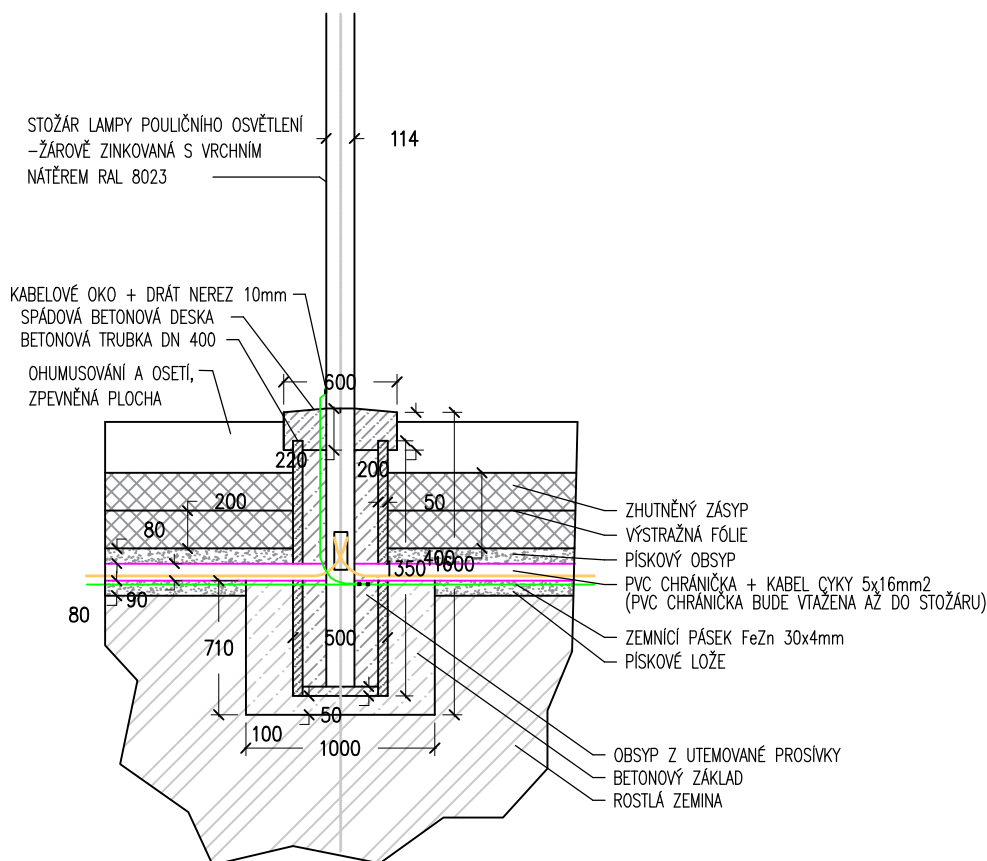 STOŽÁR LAMPY POULIČNÍHO OSVĚTLENÍ
-ŽÁROVĚ ZINKOVANÁ S VRCHNÍM
NÁTĚREM RAL 8023
114
KABELOVÉ OKO + DRÁT NEREZ 10mm
SPÁDOVÁ BETONOVÁ DESKA
BETONOVÁ TRUBKA DN 400
OHUMUSOVÁNÍ A OSETÍ,
ZPEVNĚNÁ PLOCHA
600
220
200
200
50
80
400
1350
1600
90
80
710
500
50
100
1000
ZHUTNĚNÝ ZÁSYP
VÝSTRAŽNÁ FÓLIE
PÍSKOVÝ OBSYP
PVC CHRÁNIČKA + KABEL CYKY 5x16mm2
(PVC CHRÁNIČKA BUDE VTAŽENA AŽ DO STOŽÁRU)
ZEMNÍCÍ PÁSEK FeZn 30x4mm
PÍSKOVÉ LOŽE
OBSYP Z UTEMOVANÉ PROSÍVKY
BETONOVÝ ZÁKLAD
ROSTLÁ ZEMINA